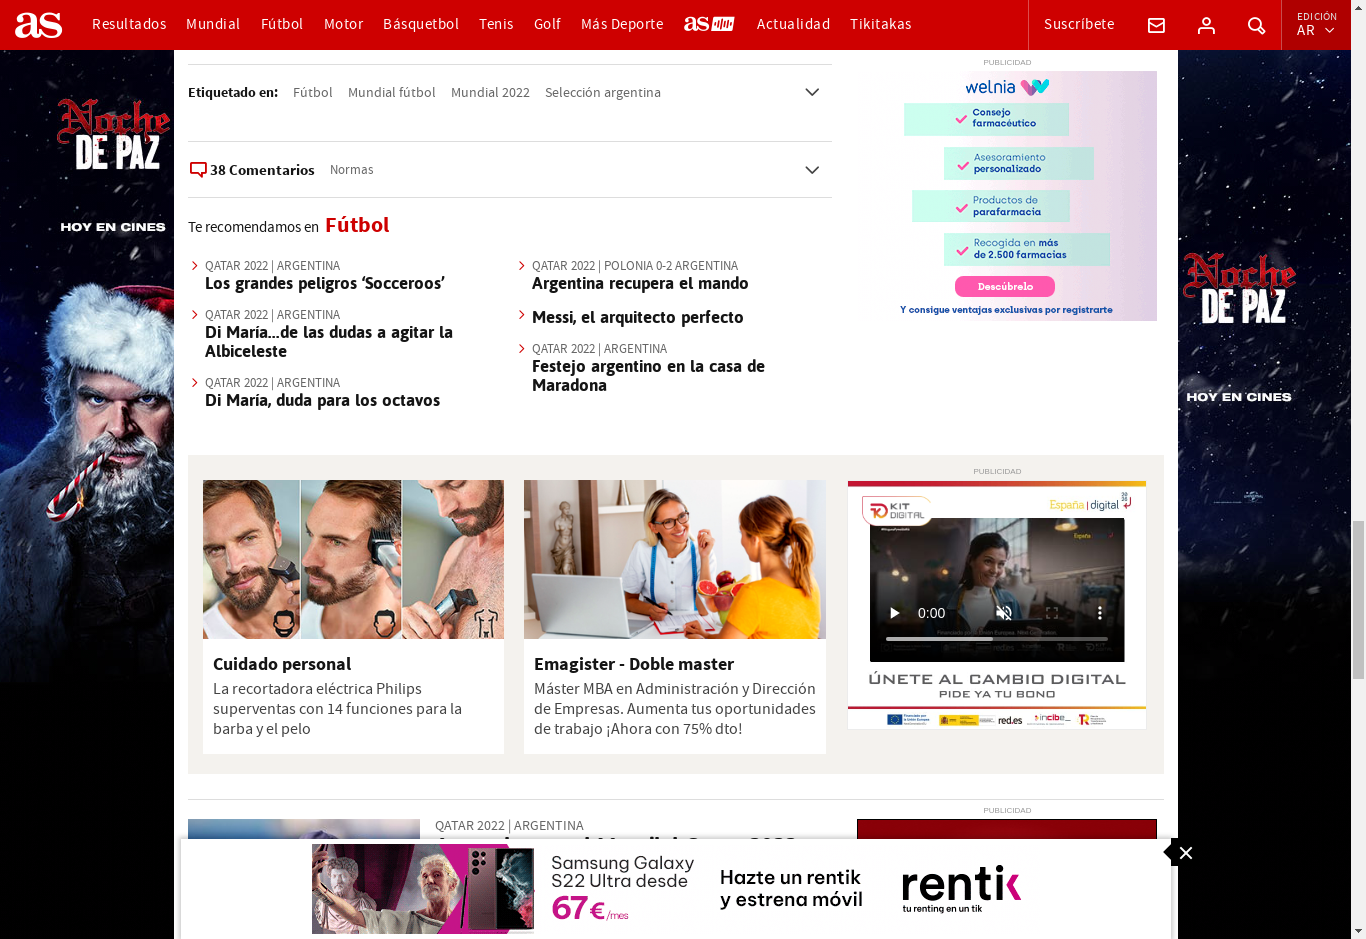 as
Resultados Mundial Fútbol Motor Básquetbol Tenis Golf Más Deporte as Actualidad Tikitakas
Suscríbete
EDICIÓN
AR
Noche
DE PAZ
HOY EN CINES
Etiquetado en: Fútbol Mundial fútbol Mundial 2022 Selección argentina
38 Comentarios Normas
Te recomendamos en Fútbol
QATAR 2022 | ARGENTINA
Los grandes peligros ‘Socceroos’
QATAR 2022 | ARGENTINA
Di María...de las dudas a agitar la
Albiceleste
QATAR 2022 | ARGENTINA
Di María, duda para los octavos
QATAR 2022 | POLONIA 0-2 ARGENTINA
Argentina recupera el mando
Messi, el arquitecto perfecto
QATAR 2022 | ARGENTINA
Festejo argentino en la casa de
Maradona
PUBLICIDAD
welnia
Consejo
farmacéutico
Asesoramiento
personalizado
Productos de
parafarmacia
Recogida en más
de 2.500 farmacias
Descúbrelo
Y consigue ventajas exclusivas por registrarte
Noche
DE PAZ
HOY EN CINES
Cuidado personal
La recortadora eléctrica Philips
superventas con 14 funciones para la
barba y el pelo
Emagister - Doble master
Máster MBA en Administración y Dirección
de Empresas. Aumenta tus oportunidades
de trabajo ¡Ahora con 75% dto!
PUBLICIDAD
KIT
DIGITAL
España | digital
0:00
ÚNETE AL CAMBIO DIGITAL
PIDE YA TU BONO
red.es
incibe
PUBLICIDAD
QATAR 2022 | ARGENTINA
Samsung Galaxy
S22 Ultra desde
67€/mes
Hazte un rentik
y estrena móvil
rentik
tu renting en un tik